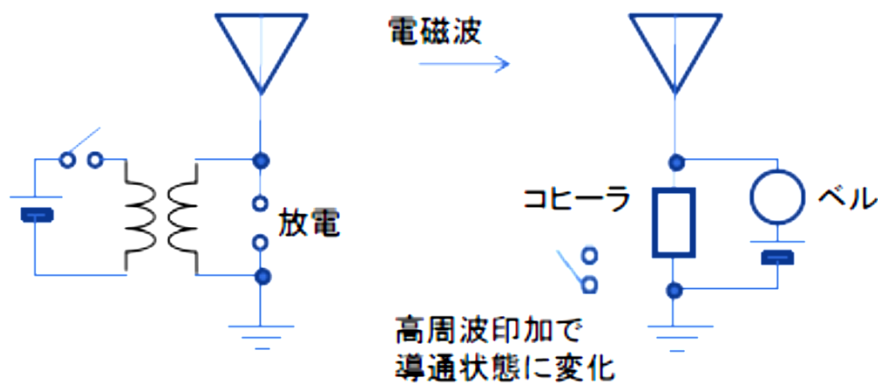 電磁波
放電
コヒーラ
ベル
高周波印加で
導通状態に変化